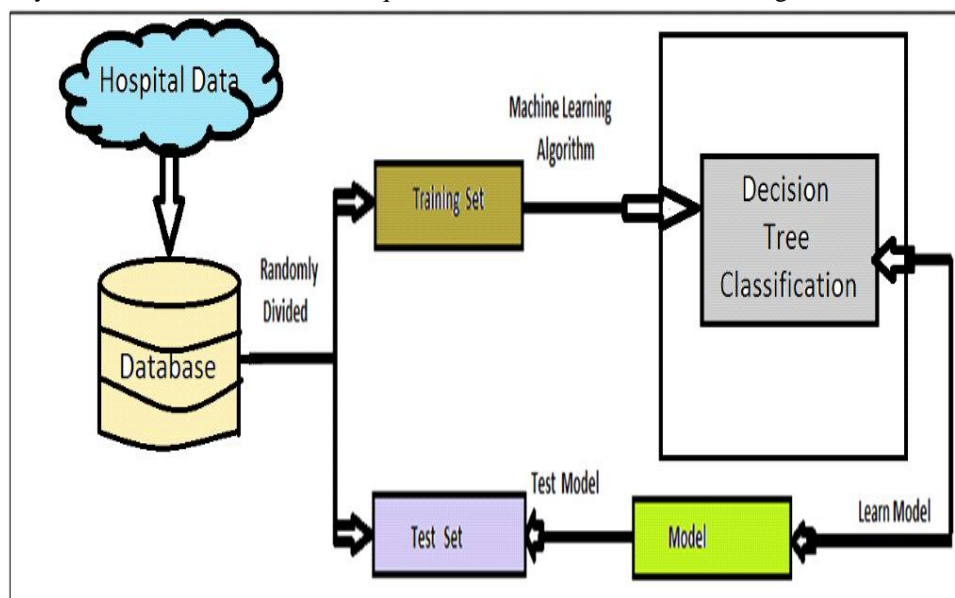 Hospital Data
Machine Learning
Algorithm
Training Set
Decision
Tree
Classification
Randomly
Divided
Database
Test Model
Test Set
Model
Learn Model